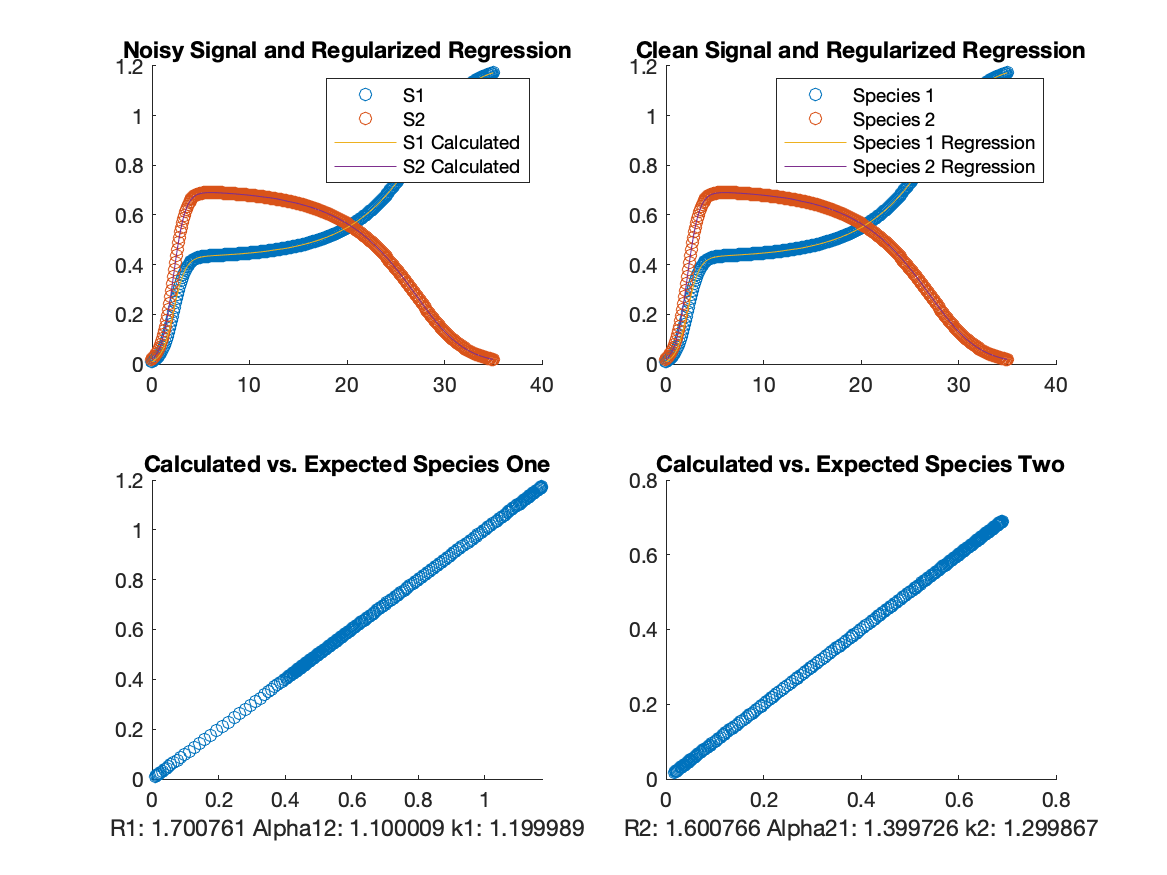 Noisy Signal and Regularized Regression
1.2
1
0.8
0.6
0.4
0.2
0
0 10 20 30 40
S1
S2
S1 Calculated
S2 Calculated
Clean Signal and Regularized Regression
1.2
1
0.8
0.6
0.4
0.2
0
0 10 20 30 40
Species 1
Species 2
Species 1 Regression
Species 2 Regression
Calculated vs. Expected Species One
1.2
1
0.8
0.6
0.4
0.2
0
0 0.2 0.4 0.6 0.8 1
R1: 1.700761 Alpha12: 1.100009 k1: 1.199989
Calculated vs. Expected Species Two
0.8
0.6
0.4
0.2
0
0 0.2 0.4 0.6 0.8
R2: 1.600766 Alpha21: 1.399726 k2: 1.299867